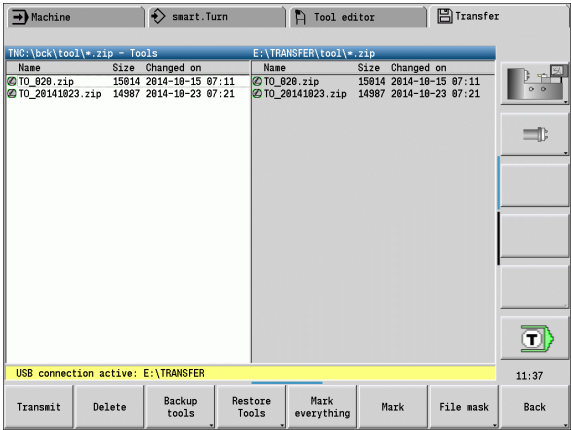 Machine
smart.Turn
Tool editor
Transfer
TNC:\bck\tool\*.zip - Tools
E:\TRANSFER\tool\*.zip
Name Size Changed on
Name Size Changed on
TO_020.zip 15014 2014-10-15 07:11
TO_020.zip 15014 2014-10-15 07:11
TO_20141023.zip 14987 2014-10-23 07:21
TO_20141023.zip 14987 2014-10-23 07:21
T
USB connection active: E:\TRANSFER
11:37
Transmit
Delete
Backup
tools
Restore
Tools
Mark
everything
Mark
File mask
Back